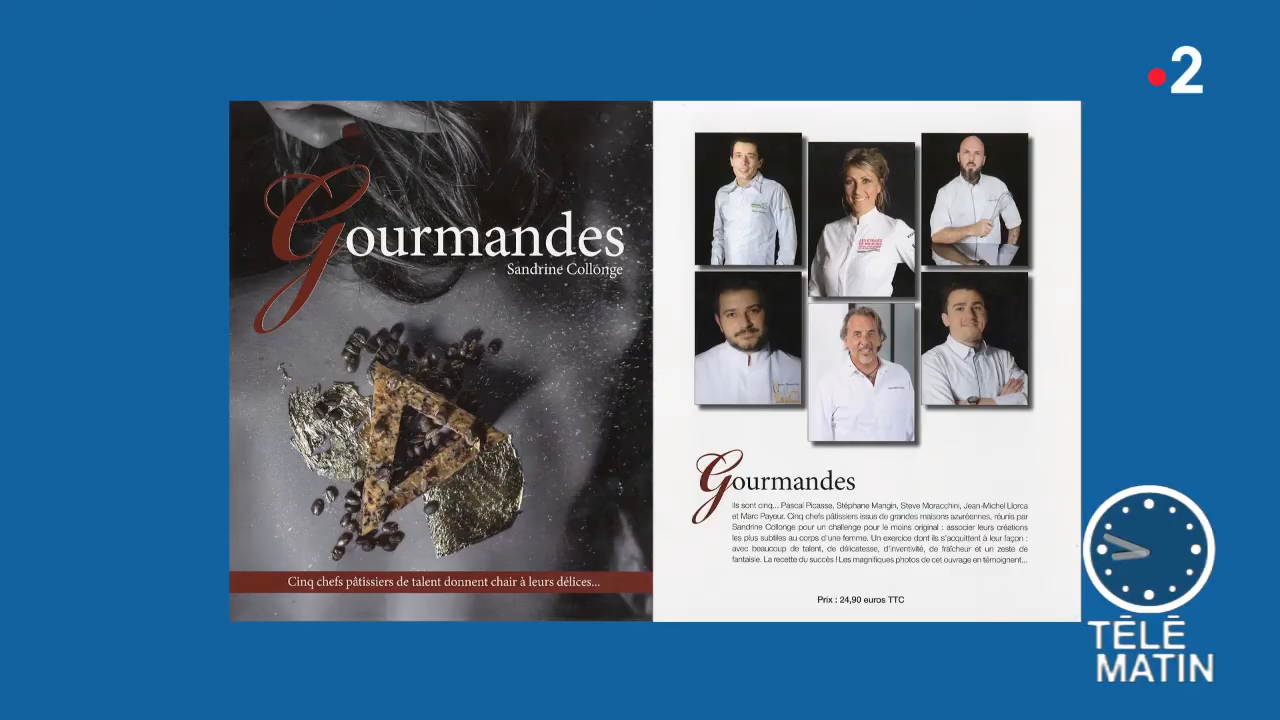 2
Gourmandes
Sandrine Collonge
Cinq chefs pâtissiers de talent donnent chair à leurs délices...
Gourmandes
Ils sont cinq... Pascal Picasse, Stéphane Mangin, Steve Moracchini, Jean-Michel Llorca
et Marc Payeur. Cinq chefs pâtissiers issus de grandes maisons azuréennes, réunis par
Sandrine Collonge pour un challenge pour le moins original : associer leurs créations
les plus subtiles au corps d'une femme. Un exercice dont ils s'acquittent à leur façon :
avec beaucoup de talent, de délicatesse, d'inventivité, de fraîcheur et un zeste de
fantaisie. La recette du succès ! Les magnifiques photos de cet ouvrage en témoignent...
Prix : 24,90 euros TTC
TÉLÉ
MATIN